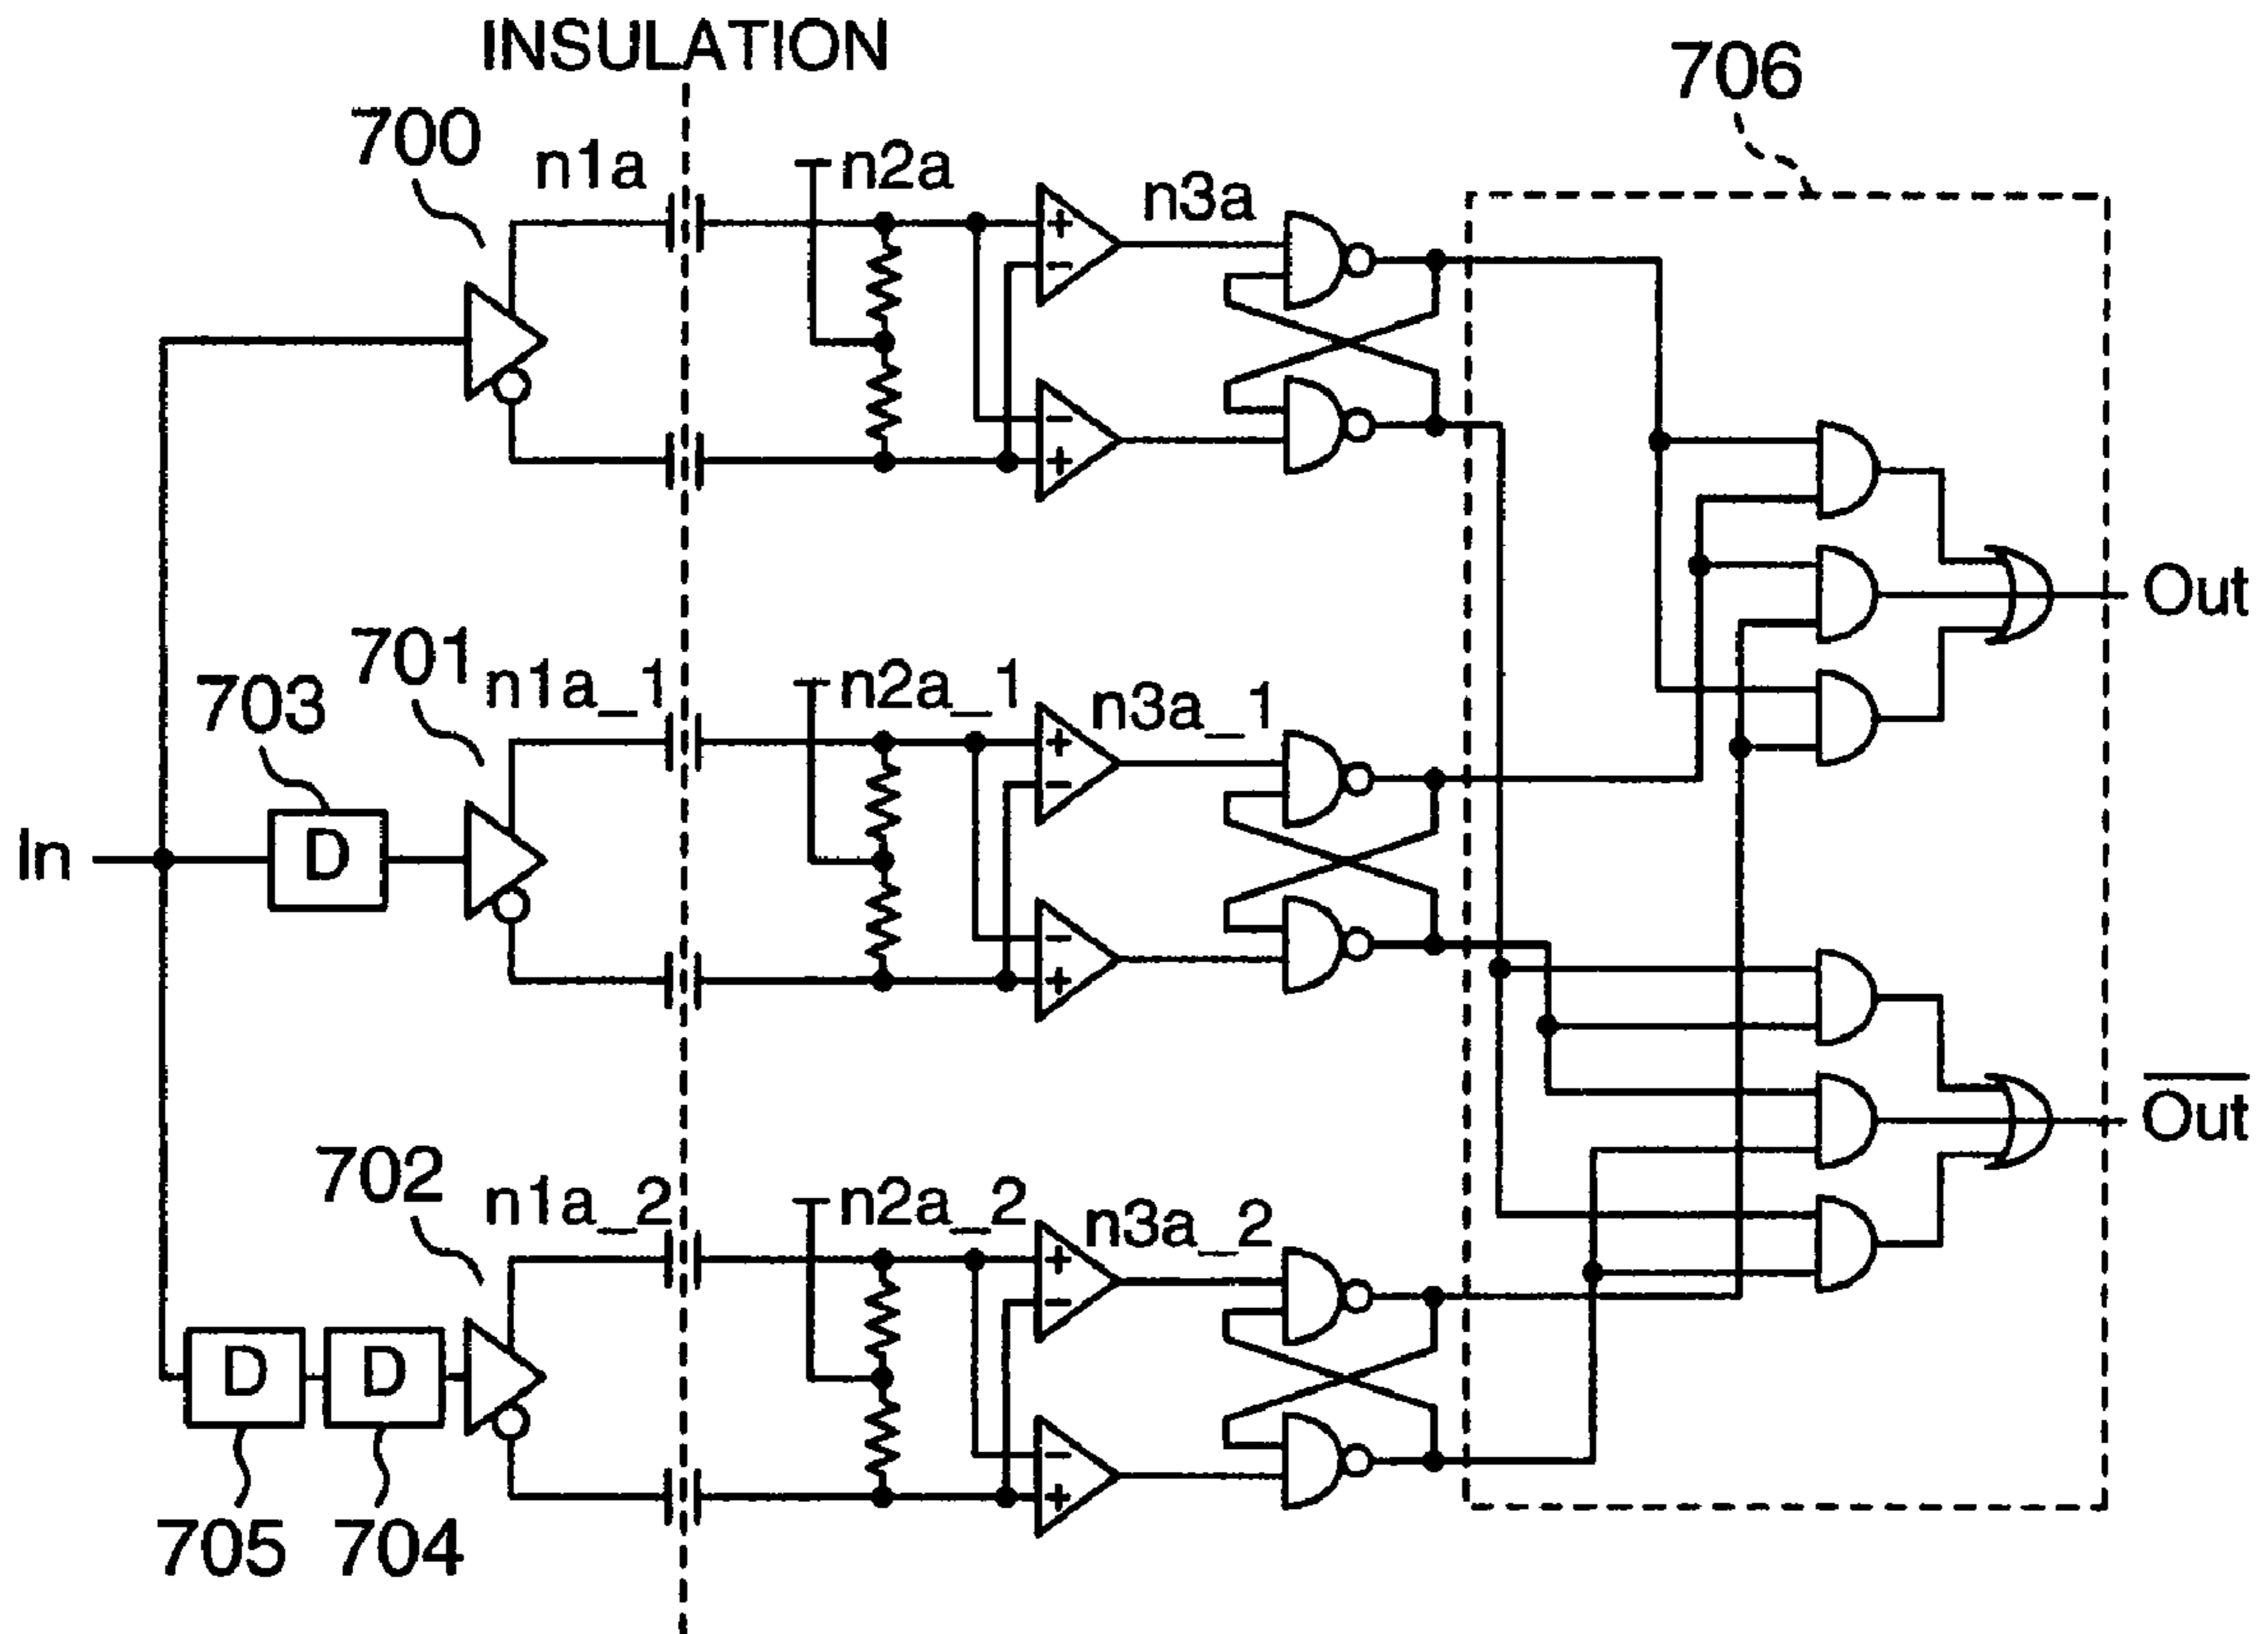 INSULATION
706
700
n1a
n2a
n3a
+
−
−
+
Out
701
n1a_1
n2a_1
n3a_1
703
+
−
In
D
−
+
Out
702
n1a_2
n2a_2
n3a_2
+
−
D
D
−
+
705
704